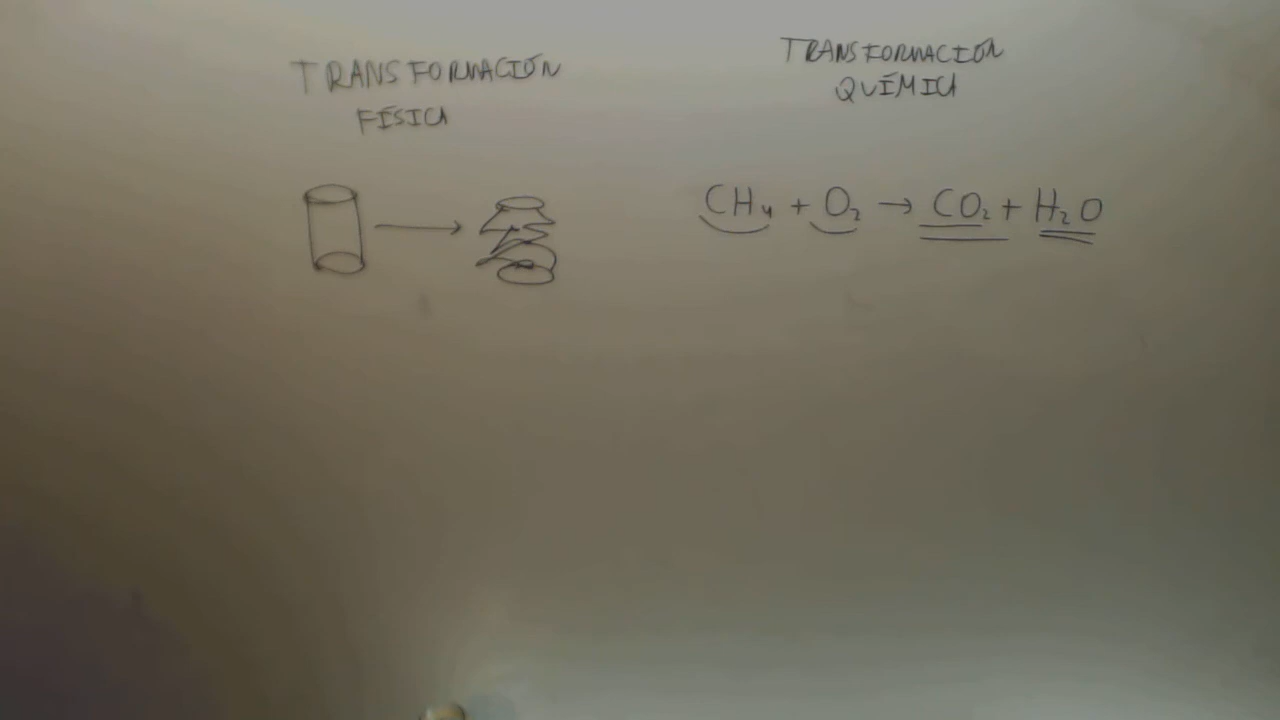 TRANSFORMACIÓN
FÍSICA
TRANSFORMACIÓN
QUÍMICA
CH₄ + O₂ → CO₂ + H₂O